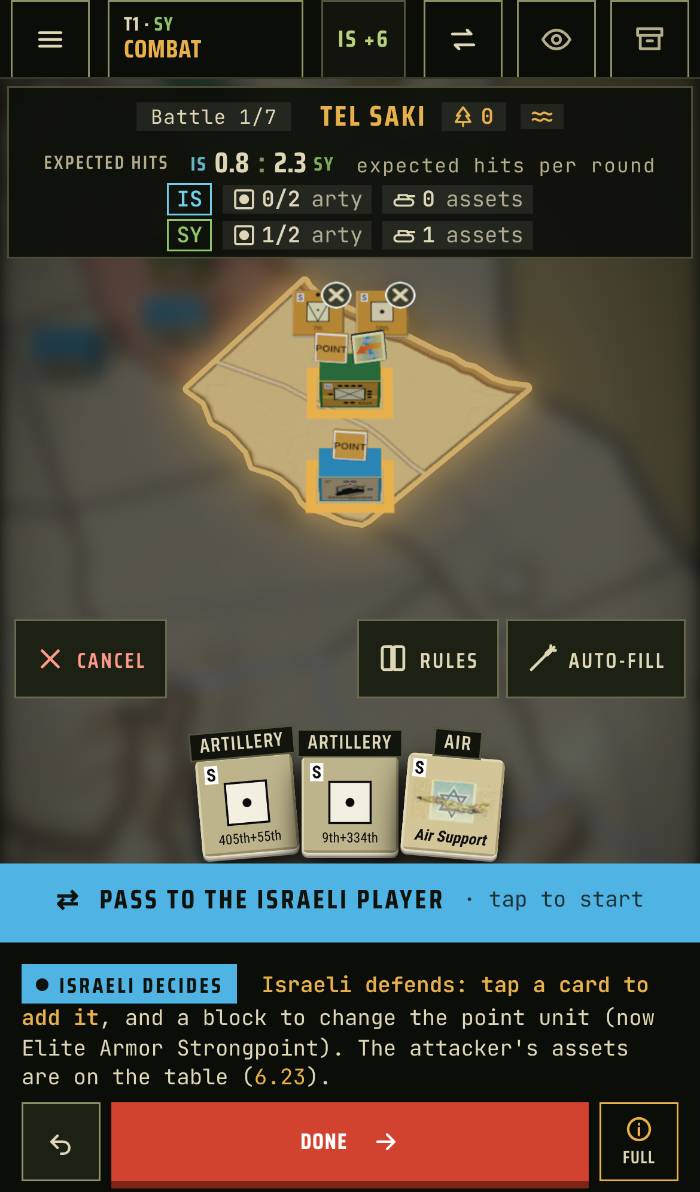 T1 · SY
COMBAT
IS +6
Battle 1/7
TEL SAKI
0
EXPECTED HITS IS 0.8 : 2.3 SY expected hits per round
IS 0/2 arty 0 assets
SY 1/2 arty 1 assets
S
S
POINT
POINT
CANCEL
RULES
AUTO-FILL
ARTILLERY
ARTILLERY
AIR
S
S
S
405th+55th
9th+334th
Air Support
PASS TO THE ISRAELI PLAYER · tap to start
ISRAELI DECIDES Israeli defends: tap a card to
add it, and a block to change the point unit (now
Elite Armor Strongpoint). The attacker's assets
are on the table (6.23).
DONE →
FULL